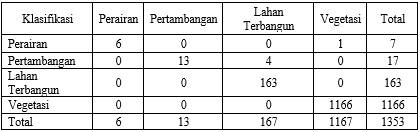 Klasifikasi Perairan Pertambangan Lahan Terbangun Vegetasi Total
Perairan 6 0 0 1 7
Pertambangan 0 13 4 0 17
Lahan Terbangun 0 0 163 0 163
Vegetasi 0 0 0 1166 1166
Total 6 13 167 1167 1353